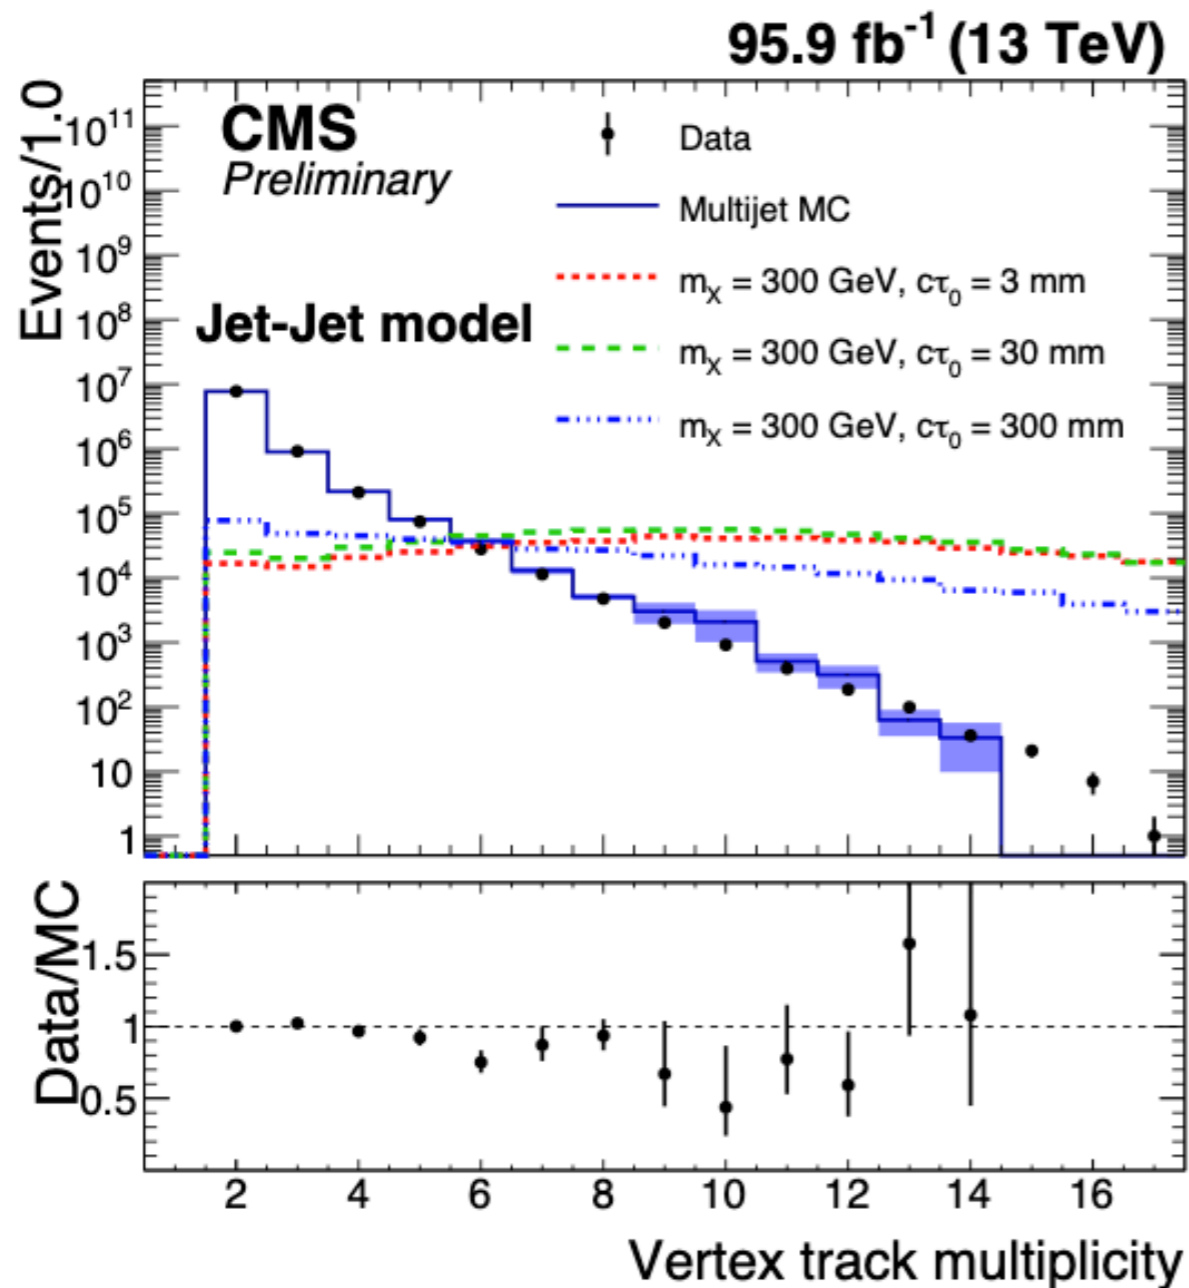 95.9 fb⁻¹ (13 TeV)
Events/1.0
CMS
Preliminary
Jet-Jet model
Data
Multijet MC
m_X = 300 GeV, cτ₀ = 3 mm
m_X = 300 GeV, cτ₀ = 30 mm
m_X = 300 GeV, cτ₀ = 300 mm
10¹¹
10¹⁰
10⁹
10⁸
10⁷
10⁶
10⁵
10⁴
10³
10²
10
1
Data/MC
1.5
1
0.5
2 4 6 8 10 12 14 16
Vertex track multiplicity